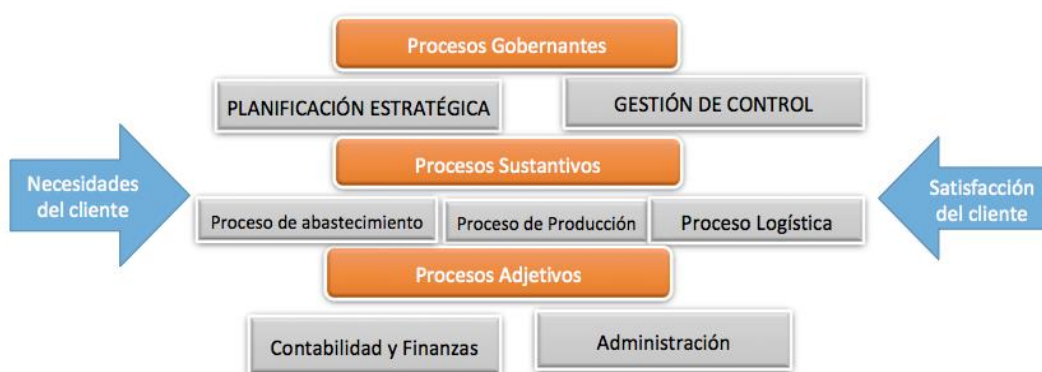 Procesos Gobernantes
PLANIFICACIÓN ESTRATÉGICA
GESTIÓN DE CONTROL
Procesos Sustantivos
Necesidades
del cliente
Satisfacción
del cliente
Proceso de abastecimiento
Proceso de Producción
Proceso Logística
Procesos Adjetivos
Contabilidad y Finanzas
Administración